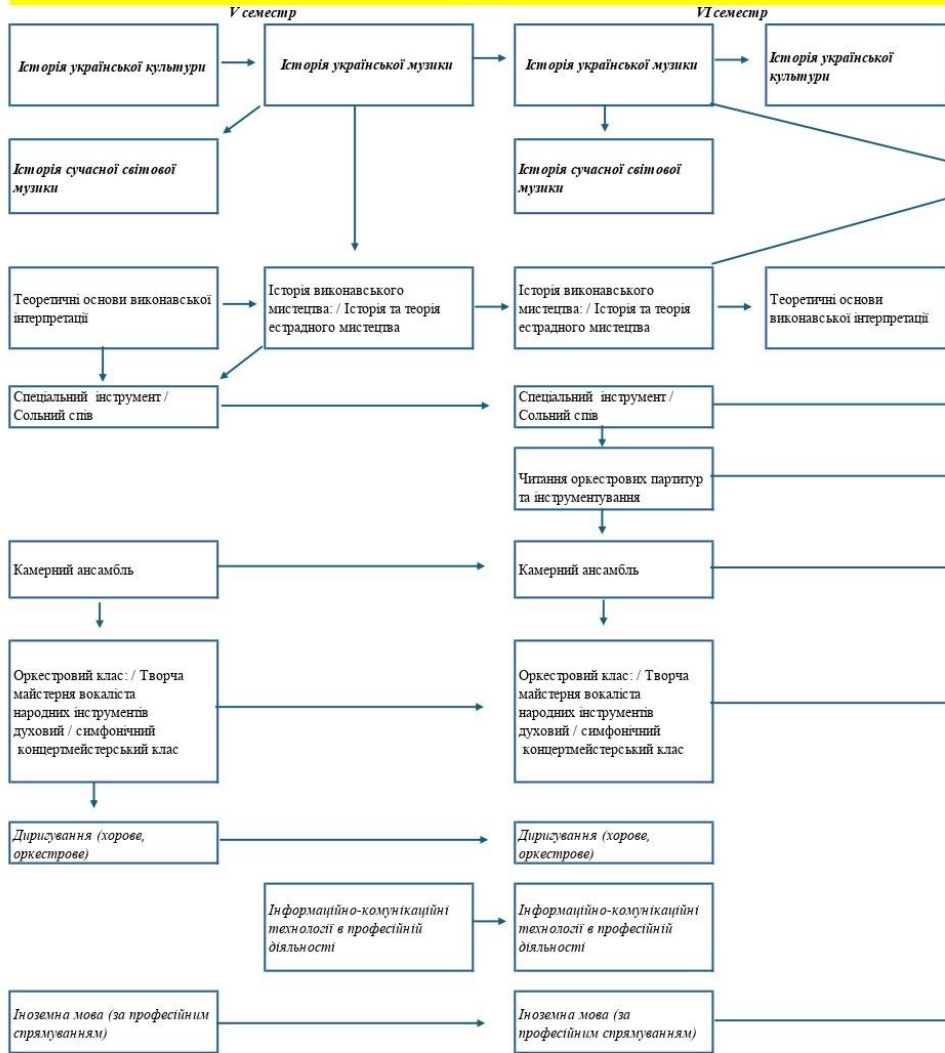 V семестр
VI семестр
Історія української культури
Історія української музики
Історія української музики
Історія української
культури
Історія сучасної світової
музики
Історія сучасної світової
музики
Теоретичні основи виконавської
інтерпретації
Історія виконавського
мистецтва: / Історія та теорія
естрадного мистецтва
Історія виконавського
мистецтва: / Історія та теорія
естрадного мистецтва
Теоретичні основи
виконавської інтерпретації
Спеціальний інструмент /
Сольний спів
Спеціальний інструмент /
Сольний спів
Читання оркестрових партитур
та інструментування
Камерний ансамбль
Камерний ансамбль
Оркестровий клас: / Творча
майстерня вокаліста
народних інструментів
духовий / симфонічний
концертмейстерський клас
Оркестровий клас: / Творча
майстерня вокаліста
народних інструментів
духовий / симфонічний
концертмейстерський клас
Диригування (хорове,
оркестрове)
Диригування (хорове,
оркестрове)
Інформаційно-комунікаційні
технології в професійній
діяльності
Інформаційно-комунікаційні
технології в професійній
діяльності
Іноземна мова (за професійним
спрямуванням)
Іноземна мова (за
професійним спрямуванням)